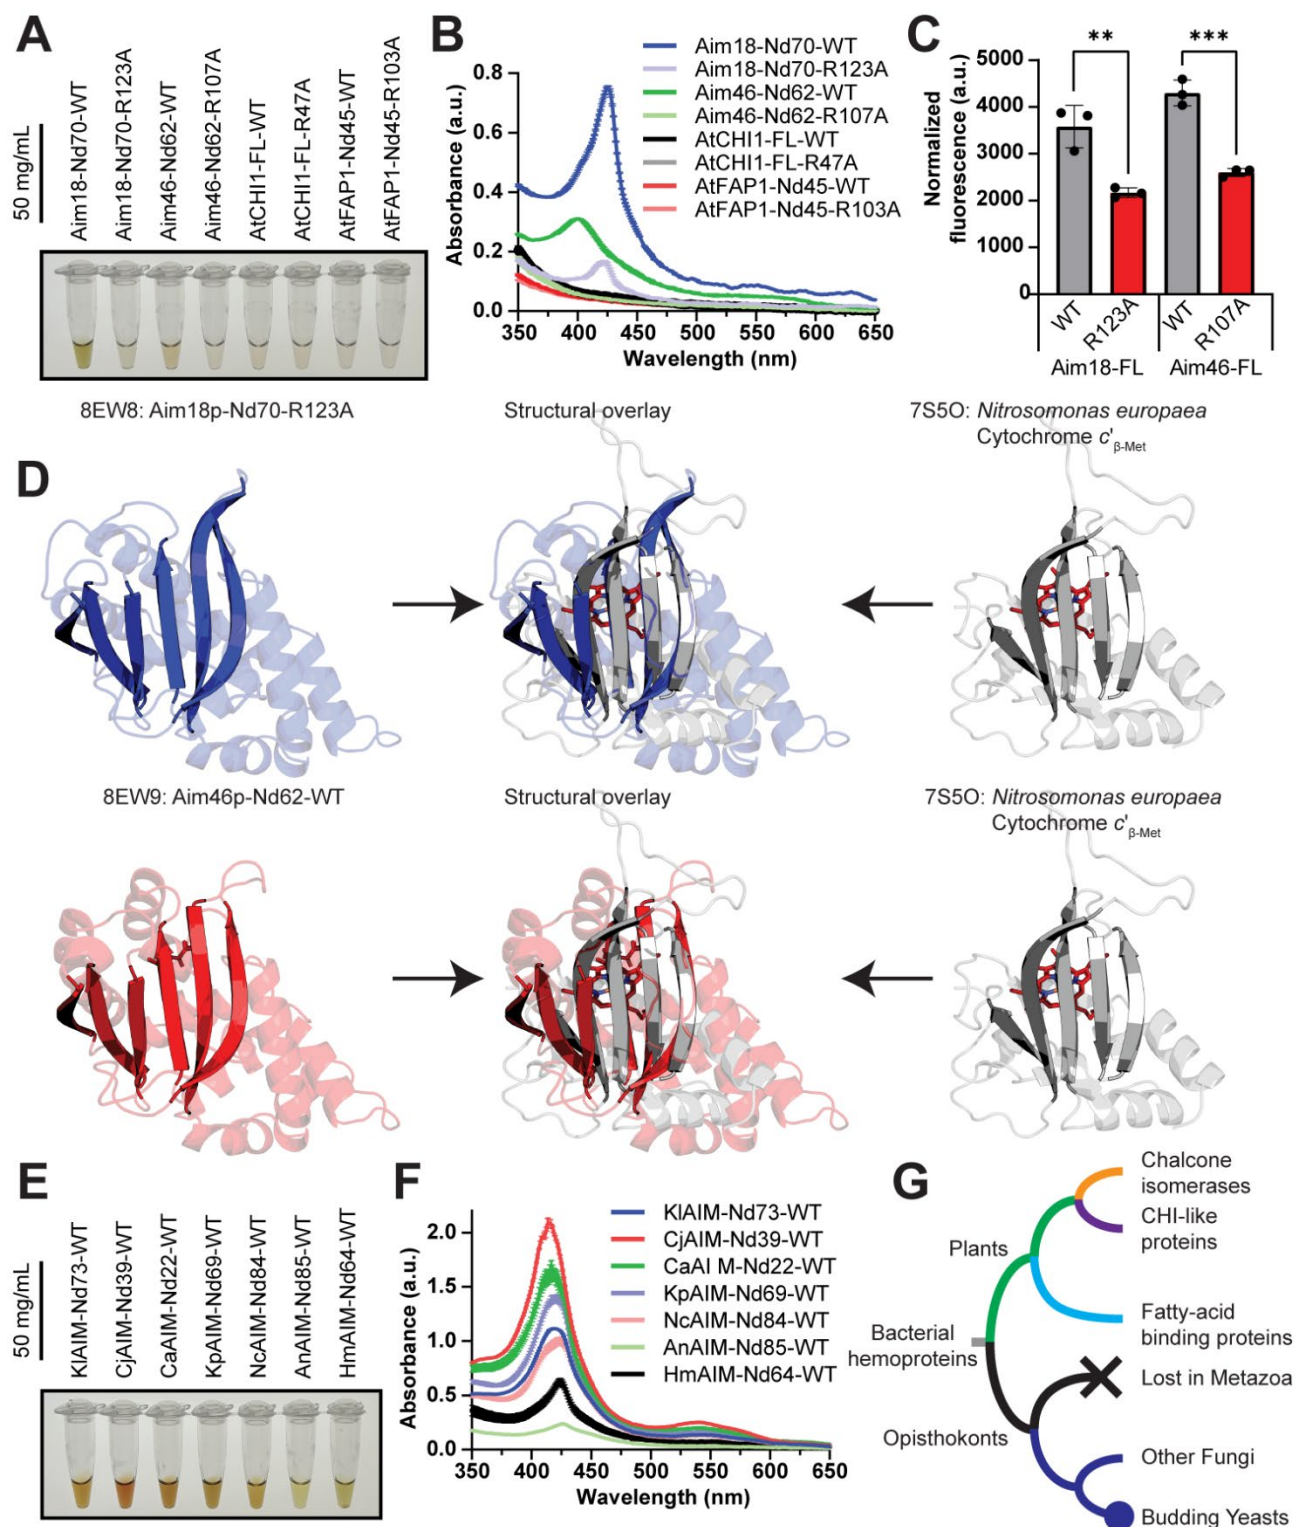 A
50 mg/mL
Aim18-Nd70-WT
Aim18-Nd70-R123A
Aim46-Nd62-WT
Aim46-Nd62-R107A
AtCHI1-FL-WT
AtCHI1-FL-R47A
AtFAP1-Nd45-WT
AtFAP1-Nd45-R103A
B
Absorbance (a.u.)
0.8
0.6
0.4
0.2
0.0
350
400
450
500
550
600
650
Wavelength (nm)
Aim18-Nd70-WT
Aim18-Nd70-R123A
Aim46-Nd62-WT
Aim46-Nd62-R107A
AtCHI1-FL-WT
AtCHI1-FL-R47A
AtFAP1-Nd45-WT
AtFAP1-Nd45-R103A
C
Normalized
fluorescence (a.u.)
5000
4000
3000
2000
1000
0
**
***
WT
R123A
WT
R107A
Aim18-FL
Aim46-FL
D
8EW8: Aim18p-Nd70-R123A
Structural overlay
7S5O: Nitrosomonas europaea
Cytochrome c'β-Met
8EW9: Aim46p-Nd62-WT
Structural overlay
7S5O: Nitrosomonas europaea
Cytochrome c'β-Met
E
50 mg/mL
KlAIM-Nd73-WT
CjAIM-Nd39-WT
CaAIM-Nd22-WT
KpAIM-Nd69-WT
NcAIM-Nd84-WT
AnAIM-Nd85-WT
HmAIM-Nd64-WT
F
Absorbance (a.u.)
2.0
1.5
1.0
0.5
0.0
350
400
450
500
550
600
650
Wavelength (nm)
KlAIM-Nd73-WT
CjAIM-Nd39-WT
CaAI M-Nd22-WT
KpAIM-Nd69-WT
NcAIM-Nd84-WT
AnAIM-Nd85-WT
HmAIM-Nd64-WT
G
Chalcone
isomerases
CHI-like
proteins
Plants
Fatty-acid
binding proteins
Bacterial
hemoproteins
Lost in Metazoa
Opisthokonts
Other Fungi
Budding Yeasts